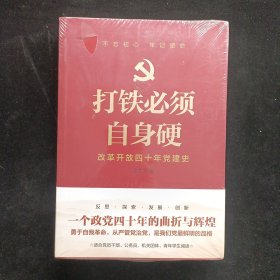 不忘初心 牢记使命
打铁必须
自身硬
改革开放四十年党建史
反思·探索·发展·创新
一个政党四十年的曲折与辉煌
勇于自我革命，从严管党治党，是我们党最鲜明的品格